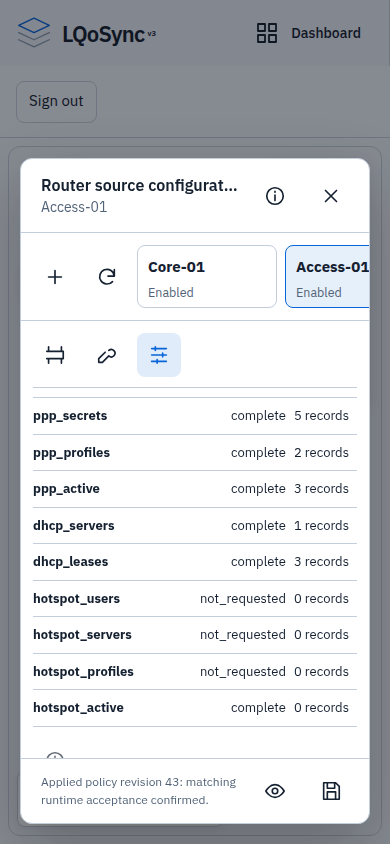 LQoSync v3
Dashboard
Sign out
Router source configurat...
Access-01
Core-01
Enabled
Access-01
Enabled
ppp_secrets complete 5 records
ppp_profiles complete 2 records
ppp_active complete 3 records
dhcp_servers complete 1 records
dhcp_leases complete 3 records
hotspot_users not_requested 0 records
hotspot_servers not_requested 0 records
hotspot_profiles not_requested 0 records
hotspot_active complete 0 records
Applied policy revision 43: matching
runtime acceptance confirmed.